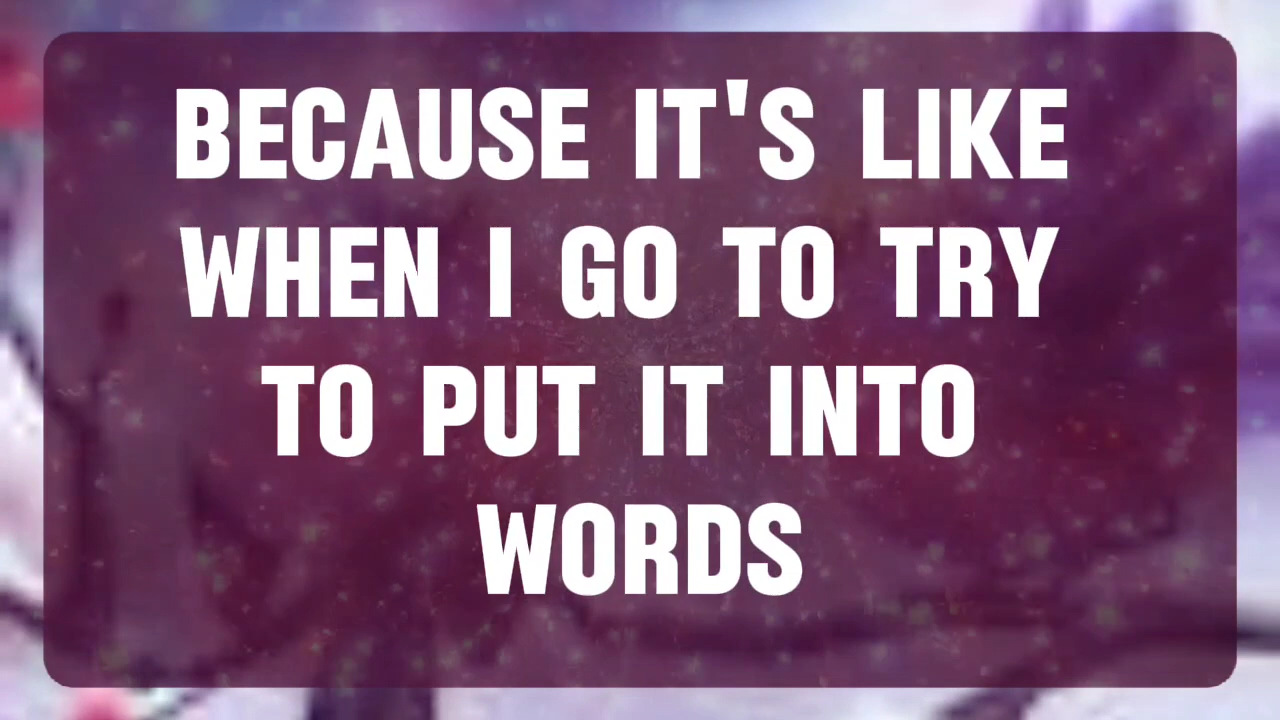 BECAUSE IT'S LIKE
WHEN I GO TO TRY
TO PUT IT INTO
WORDS